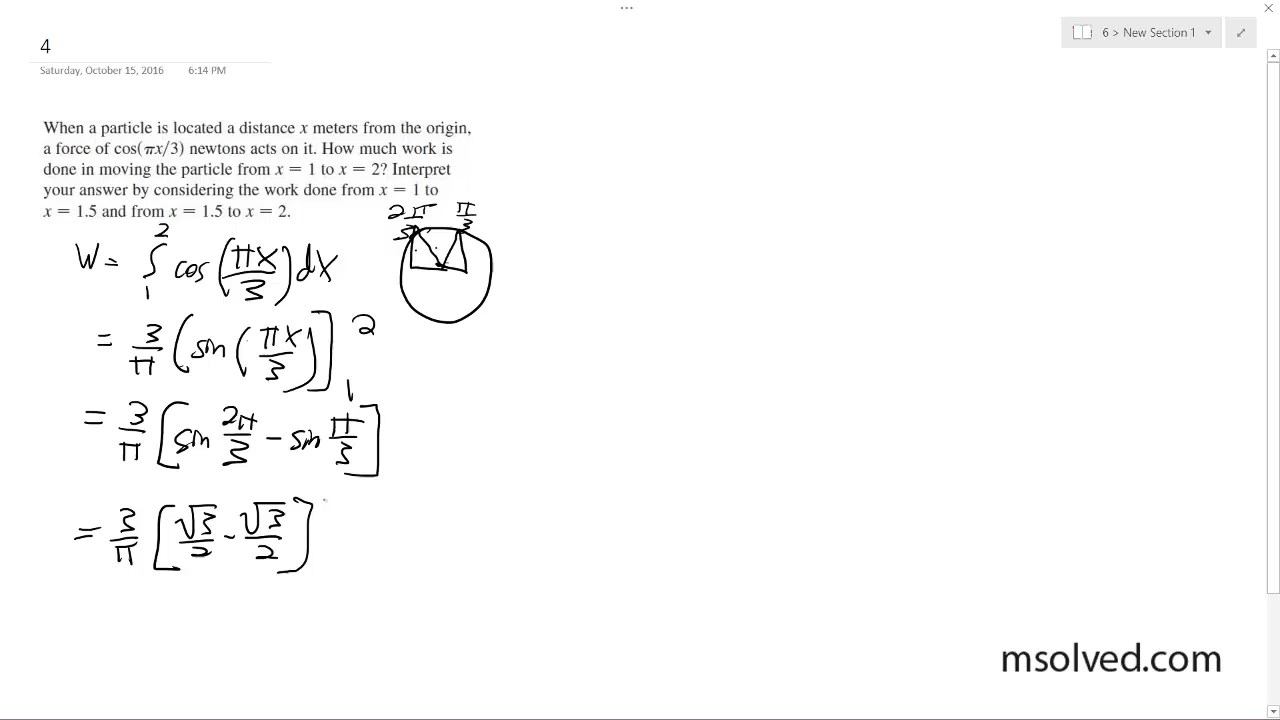 6 > New Section 1
4
Saturday, October 15, 2016 6:14 PM
When a particle is located a distance x meters from the origin,
a force of cos(πx/3) newtons acts on it. How much work is
done in moving the particle from x = 1 to x = 2? Interpret
your answer by considering the work done from x = 1 to
x = 1.5 and from x = 1.5 to x = 2.
2π/3 π/3
W = ∫₁² cos(πx/3) dx
= 3/π (sin(πx/3)]₁²
= 3/π [sin 2π/3 - sin π/3]
= 3/π [√3/2 - √3/2]
msolved.com